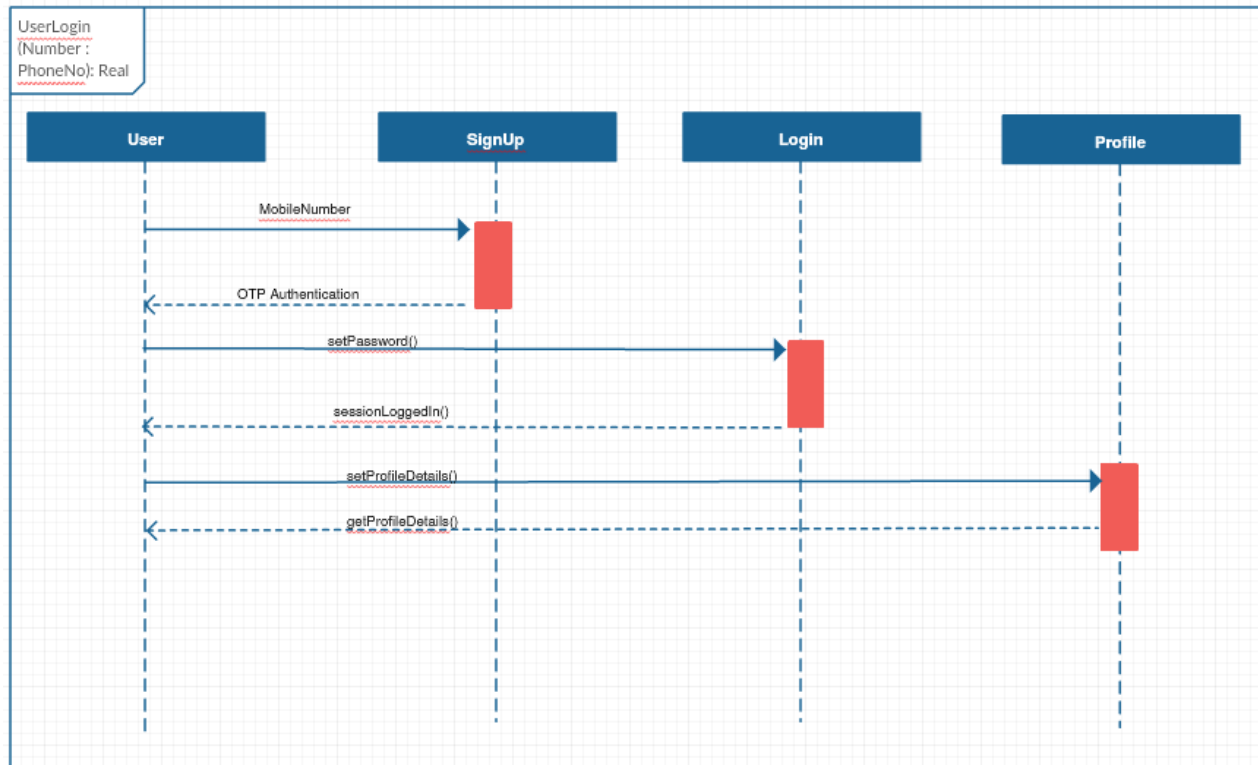 UserLogin
(Number :
PhoneNo): Real
User
SignUp
Login
Profile
MobileNumber
OTP Authentication
setPassword()
sessionLoggedIn()
setProfileDetails()
getProfileDetails()